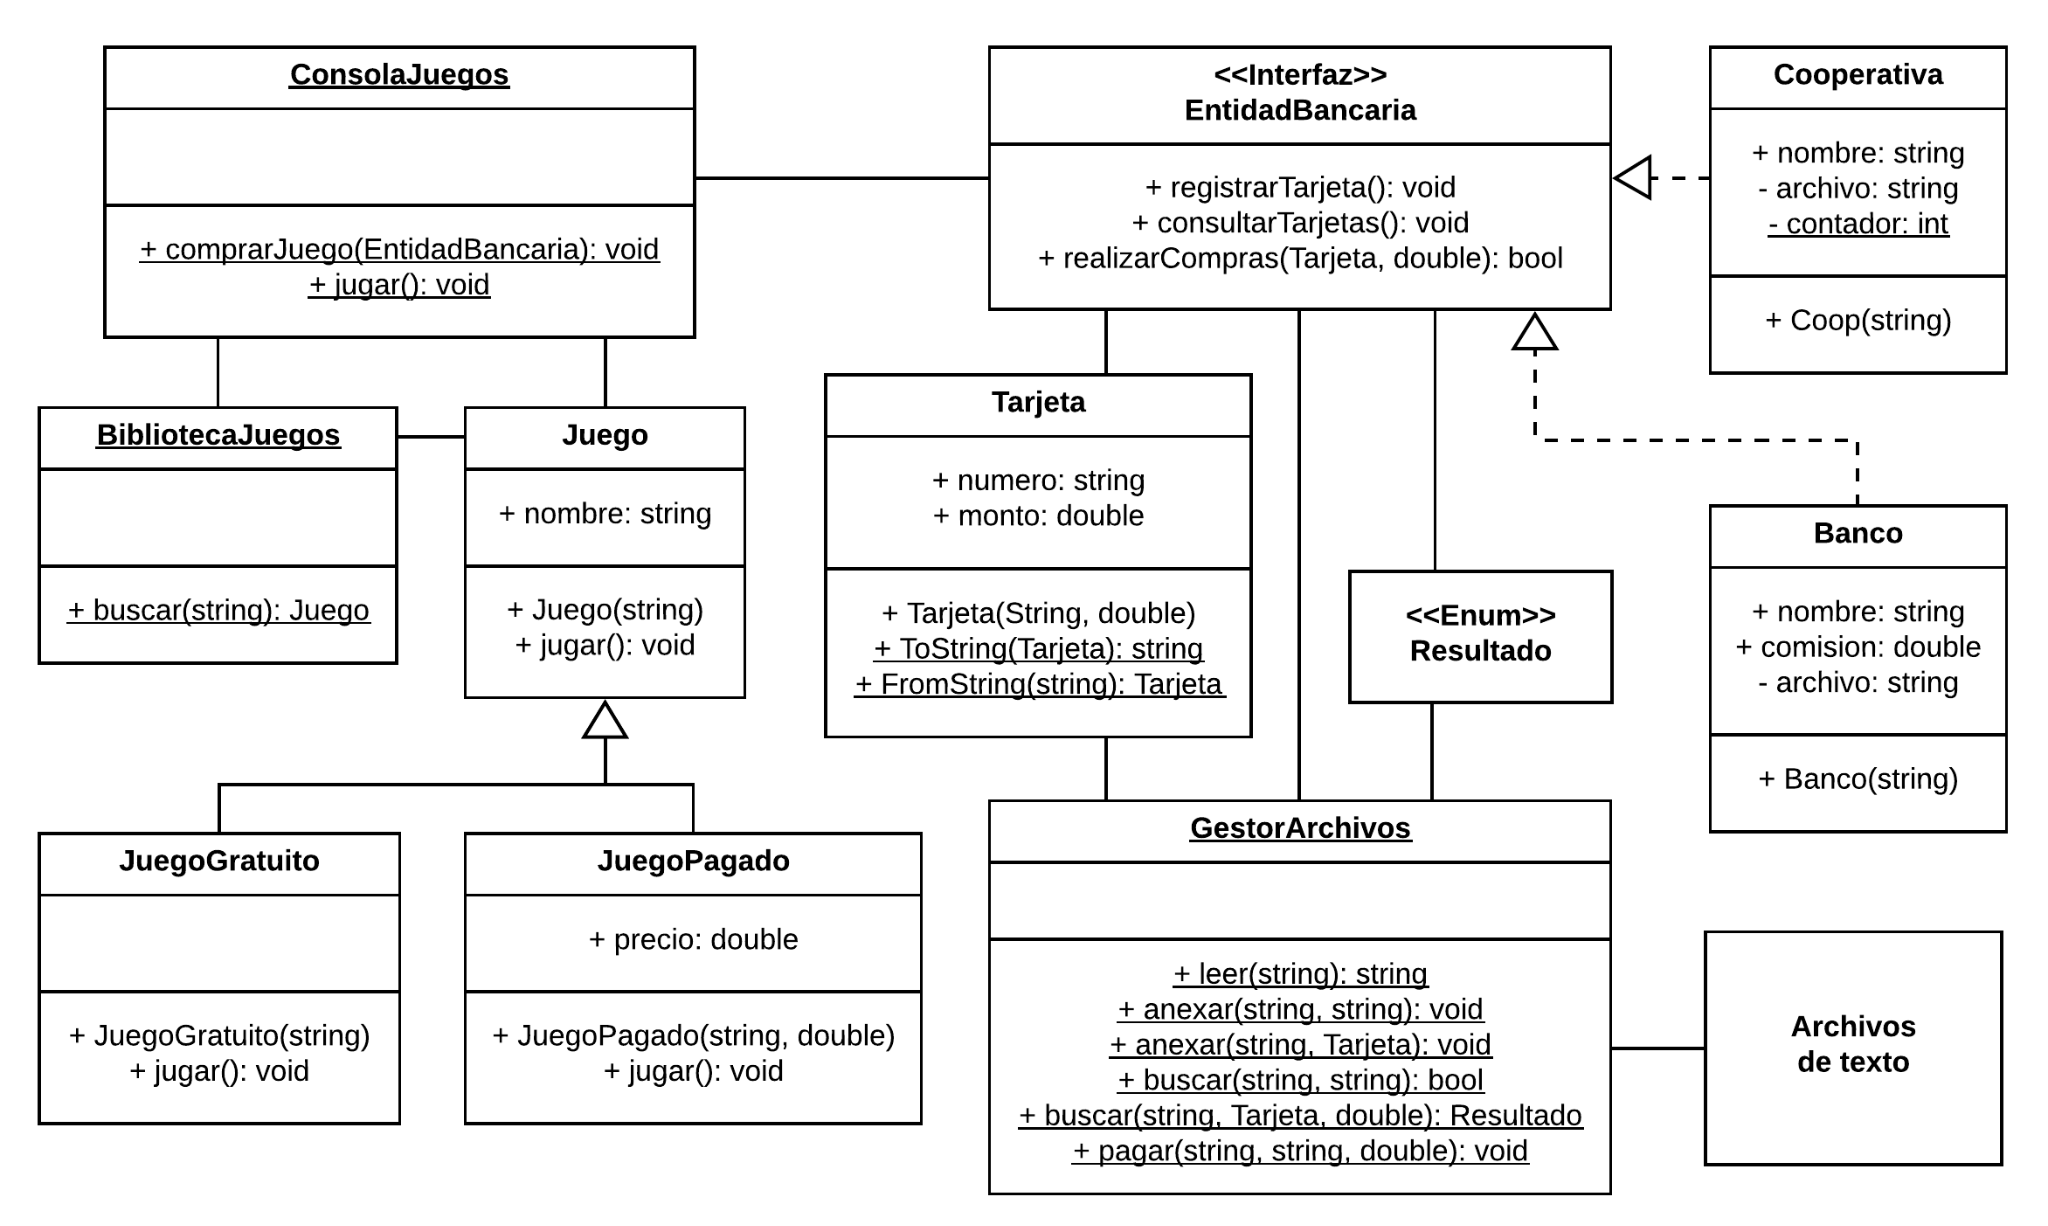 ConsolaJuegos
+ comprarJuego(EntidadBancaria): void
+ jugar(): void
<<Interfaz>>
EntidadBancaria
+ registrarTarjeta(): void
+ consultarTarjetas(): void
+ realizarCompras(Tarjeta, double): bool
Cooperativa
+ nombre: string
- archivo: string
- contador: int
+ Coop(string)
BibliotecaJuegos
+ buscar(string): Juego
Juego
+ nombre: string
+ Juego(string)
+ jugar(): void
Tarjeta
+ numero: string
+ monto: double
+ Tarjeta(String, double)
+ ToString(Tarjeta): string
+ FromString(string): Tarjeta
<<Enum>>
Resultado
Banco
+ nombre: string
+ comision: double
- archivo: string
+ Banco(string)
JuegoGratuito
+ JuegoGratuito(string)
+ jugar(): void
JuegoPagado
+ precio: double
+ JuegoPagado(string, double)
+ jugar(): void
GestorArchivos
+ leer(string): string
+ anexar(string, string): void
+ anexar(string, Tarjeta): void
+ buscar(string, string): bool
+ buscar(string, Tarjeta, double): Resultado
+ pagar(string, string, double): void
Archivos
de texto